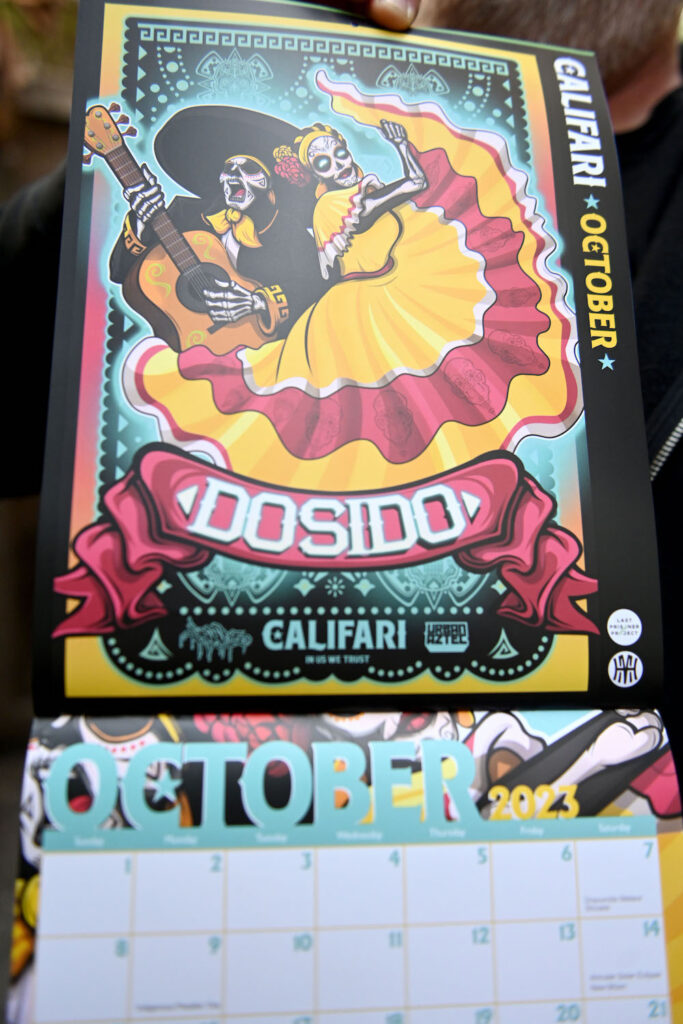 CALIFARI ★ OCTOBER ★
DOSIDO
CALIFARI
IN US WE TRUST
URBAN
AZTEC
LAST
PRISONER
PROJECT
OCTOBER 2023
Sunday Monday Tuesday Wednesday Thursday Friday Saturday
1 2 3 4 5 6 7
8 9 10 11 12 13 14
19 20 21